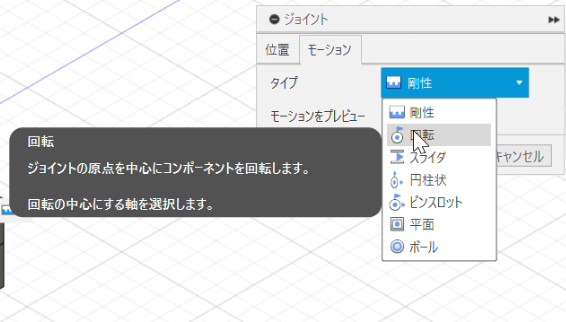 ジョイント
位置 モーション
タイプ 剛性
モーションをプレビュー
剛性
回転
スライダ
円柱状
ピンスロット
平面
ボール
キャンセル
回転
ジョイントの原点を中心にコンポーネントを回転します。
回転の中心にする軸を選択します。